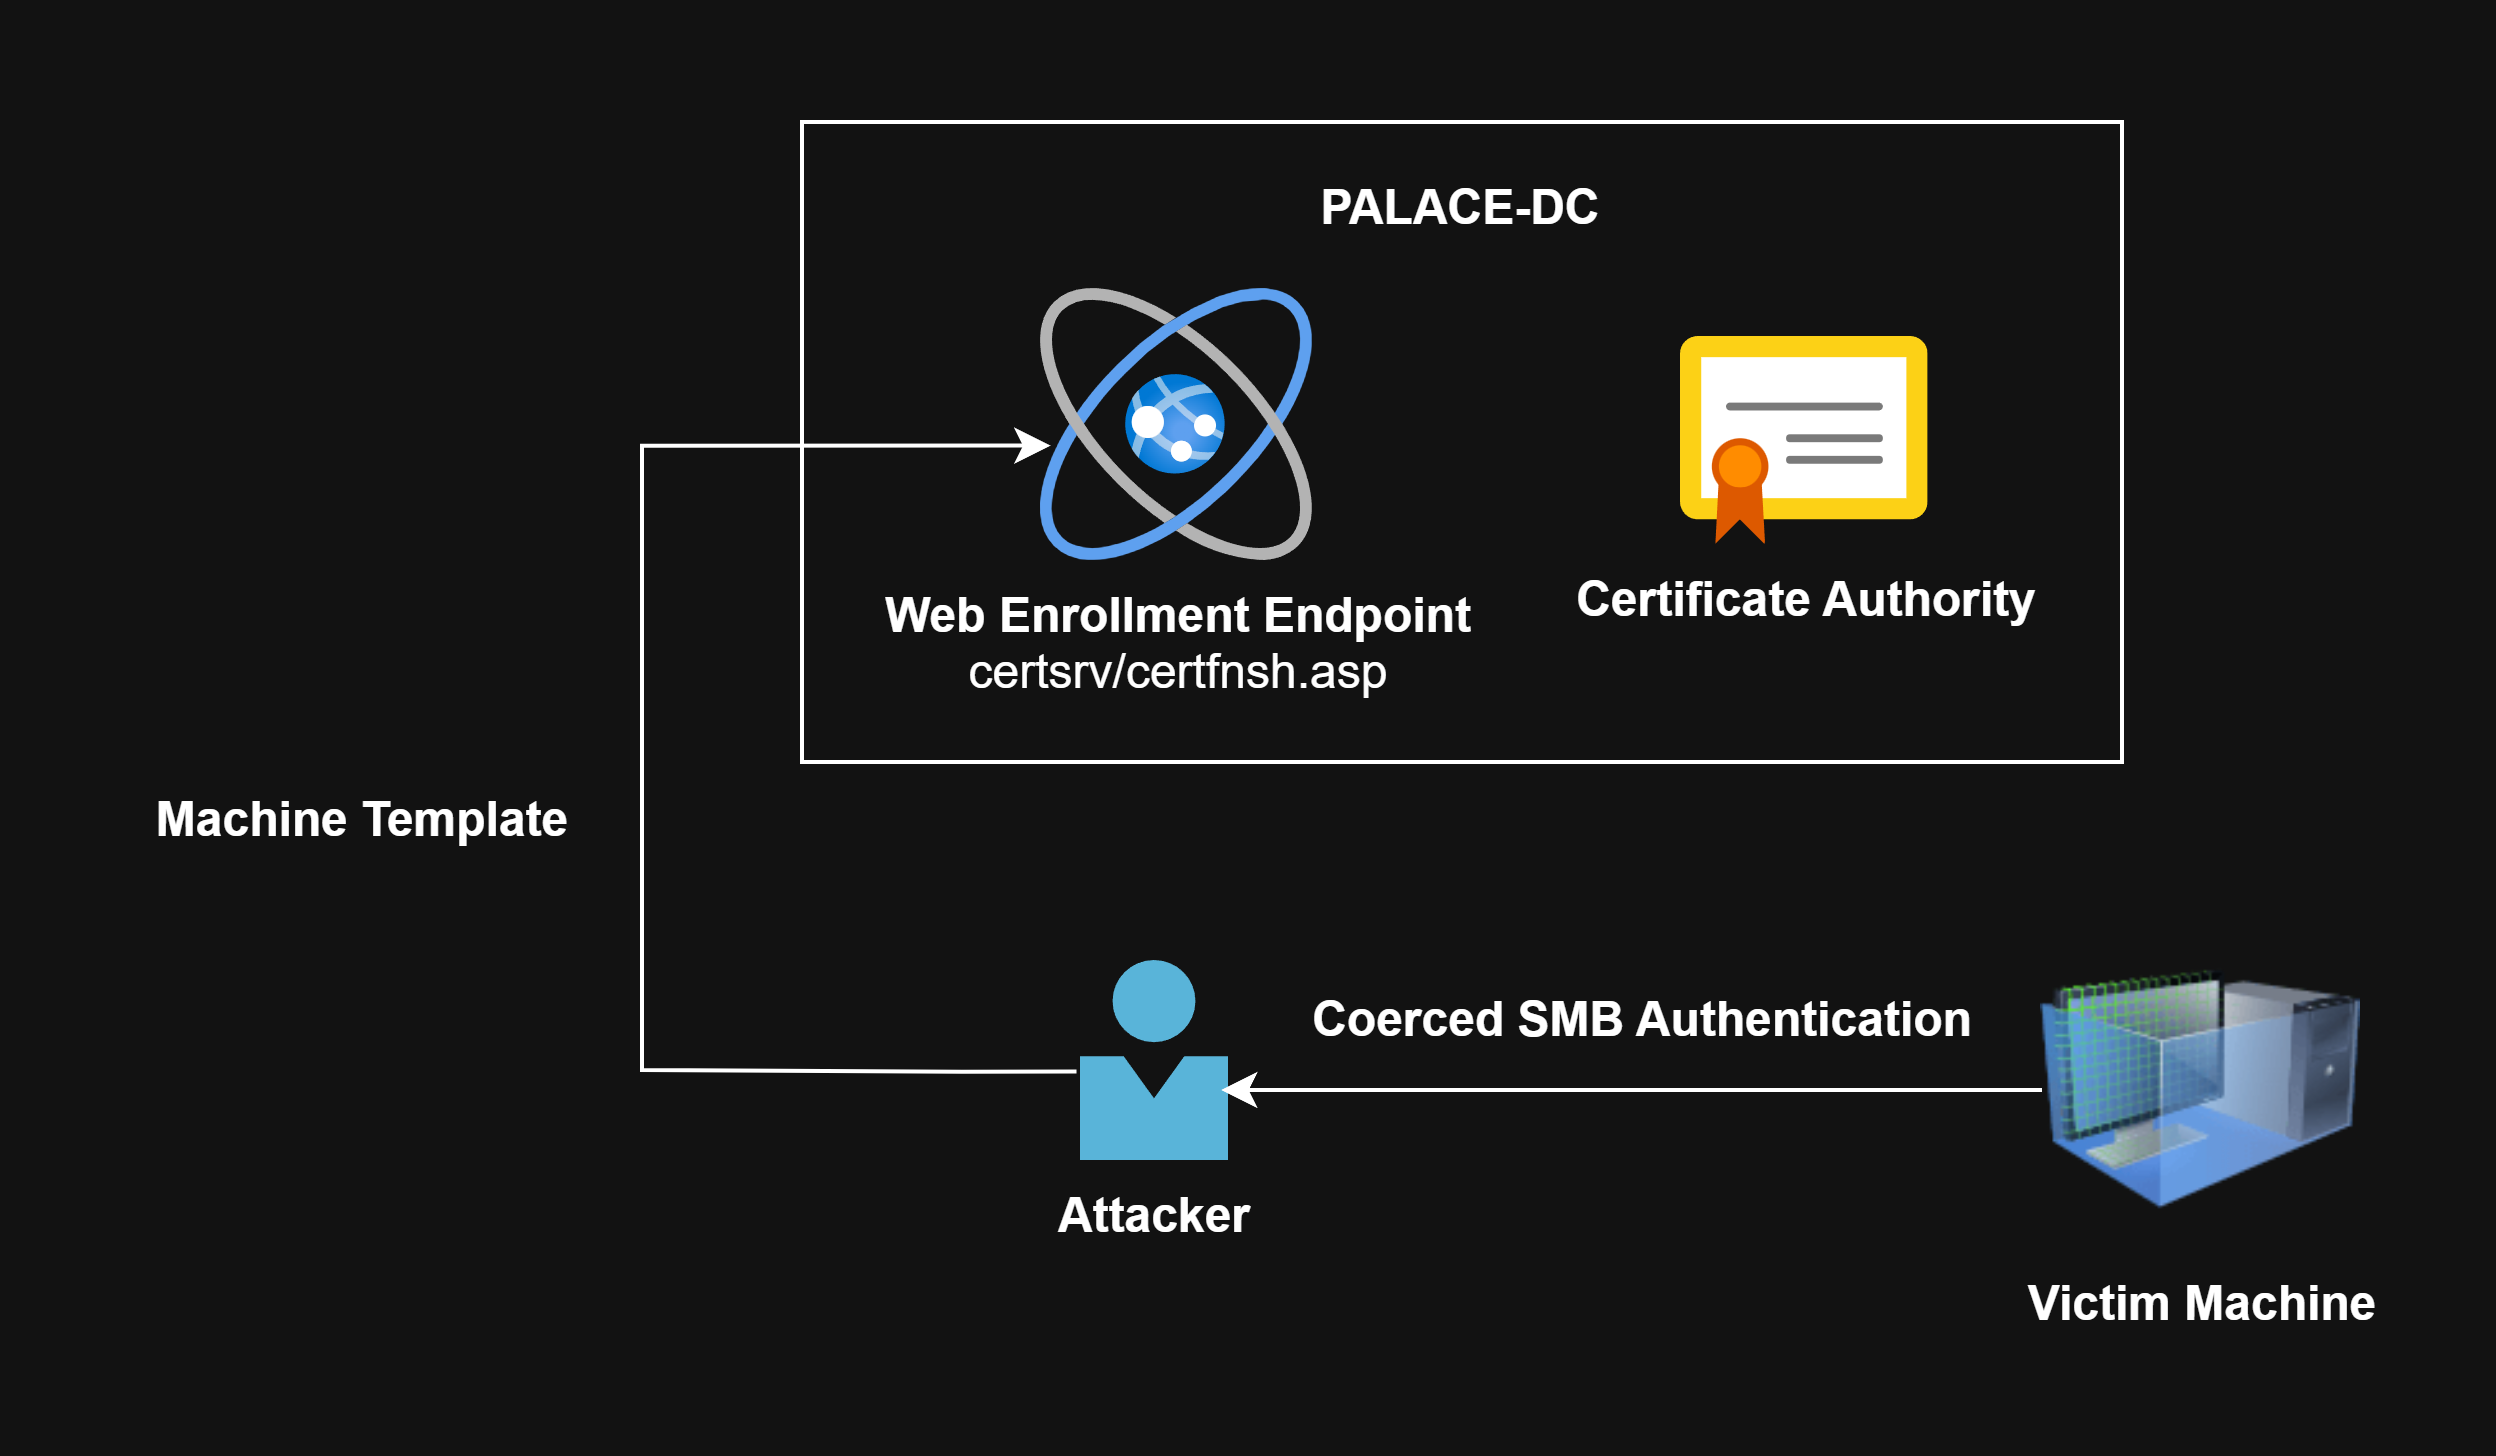 PALACE-DC
Web Enrollment Endpoint
certsrv/certfnsh.asp
Certificate Authority
Machine Template
Coerced SMB Authentication
Attacker
Victim Machine